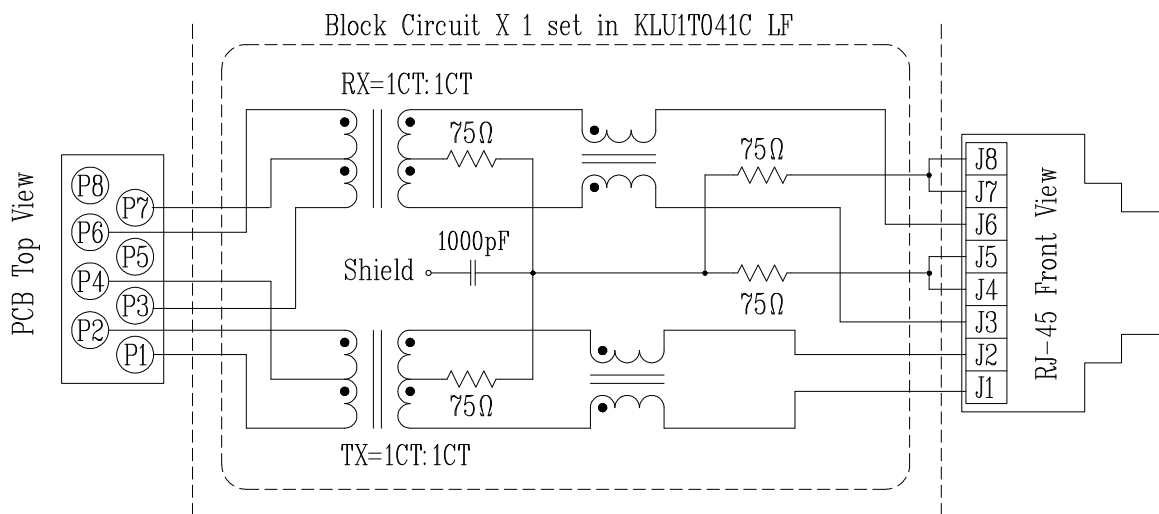 Block Circuit X 1 set in KLU1T041C LF
RX=1CT:1CT
75Ω
75Ω
1000pF
Shield
75Ω
75Ω
TX=1CT:1CT
PCB Top View
P8
P7
P6
P5
P4
P3
P2
P1
J8
J7
J6
J5
J4
J3
J2
J1
RJ-45 Front View